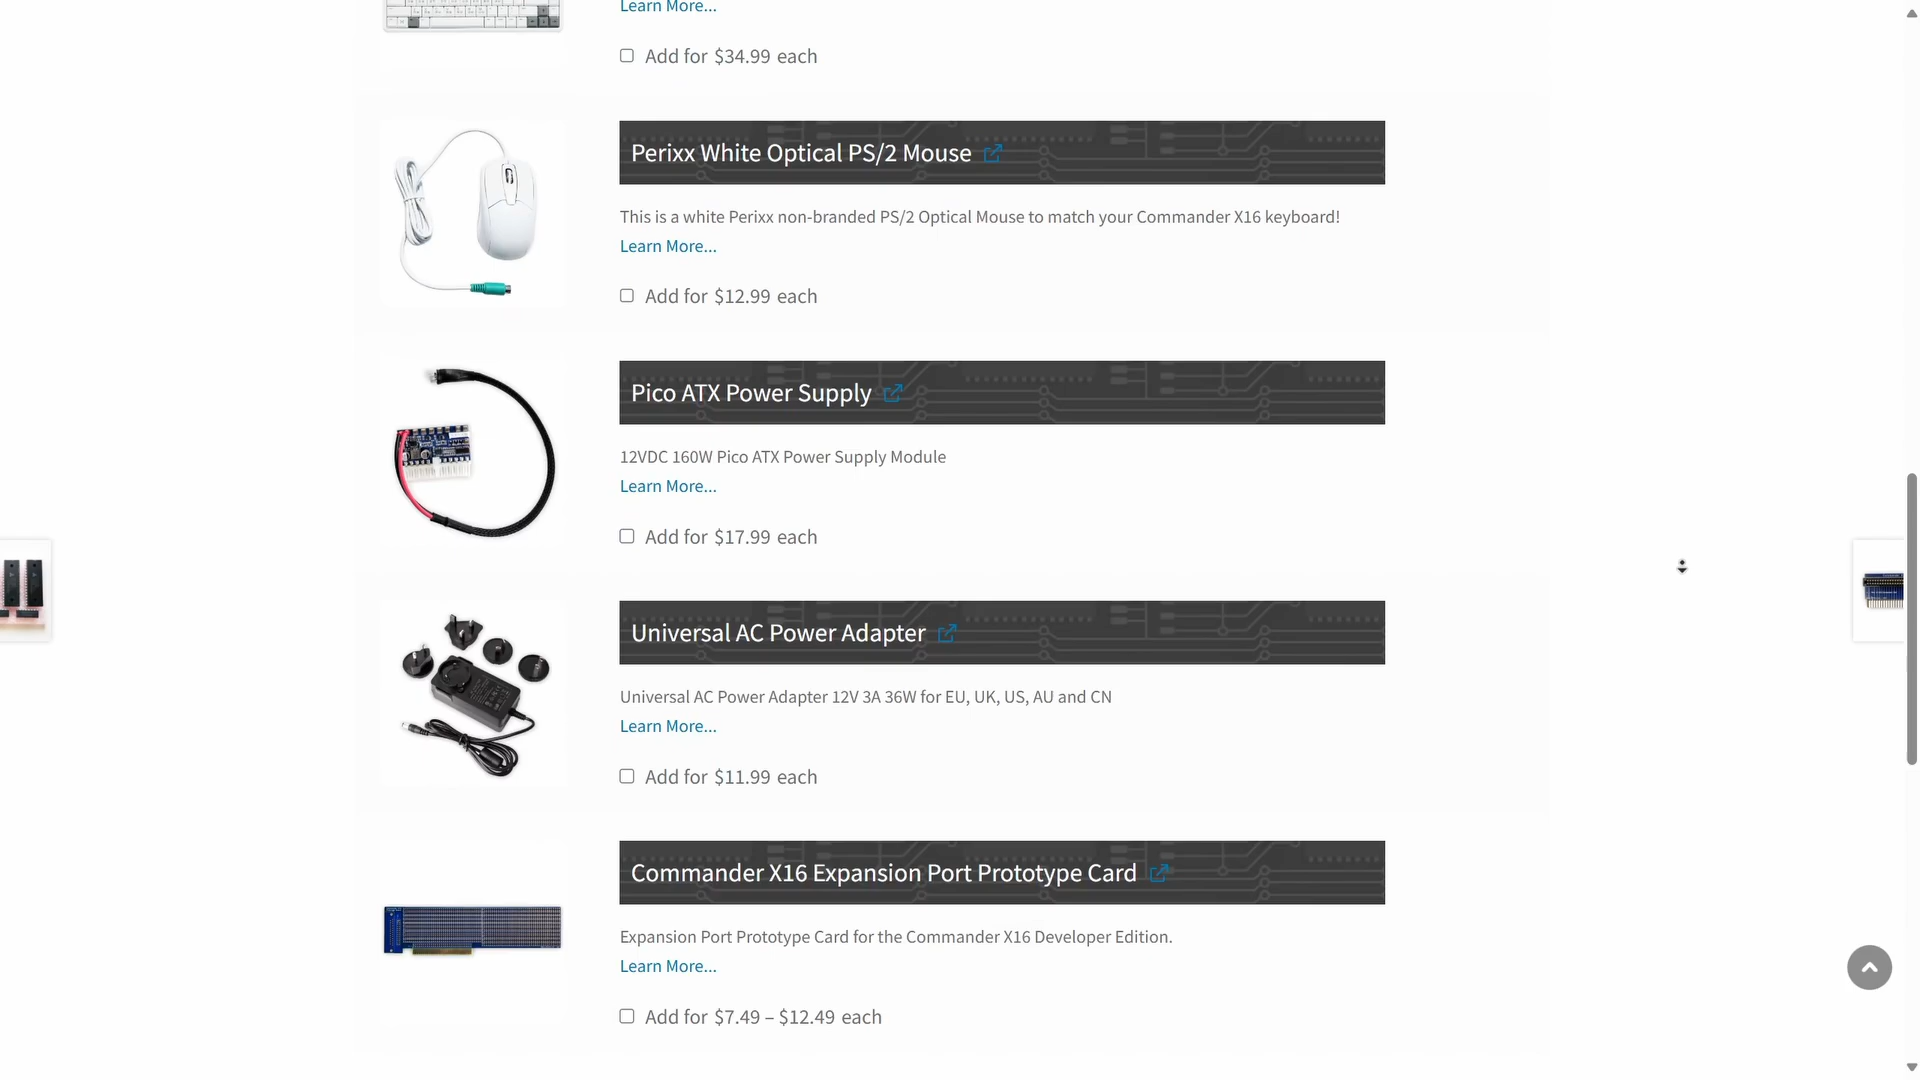 Learn More...
Add for $34.99 each
Perixx White Optical PS/2 Mouse
This is a white Perixx non-branded PS/2 Optical Mouse to match your Commander X16 keyboard!
Learn More...
Add for $12.99 each
Pico ATX Power Supply
12VDC 160W Pico ATX Power Supply Module
Learn More...
Add for $17.99 each
Universal AC Power Adapter
Universal AC Power Adapter 12V 3A 36W for EU, UK, US, AU and CN
Learn More...
Add for $11.99 each
Commander X16 Expansion Port Prototype Card
Expansion Port Prototype Card for the Commander X16 Developer Edition.
Learn More...
Add for $7.49 – $12.49 each